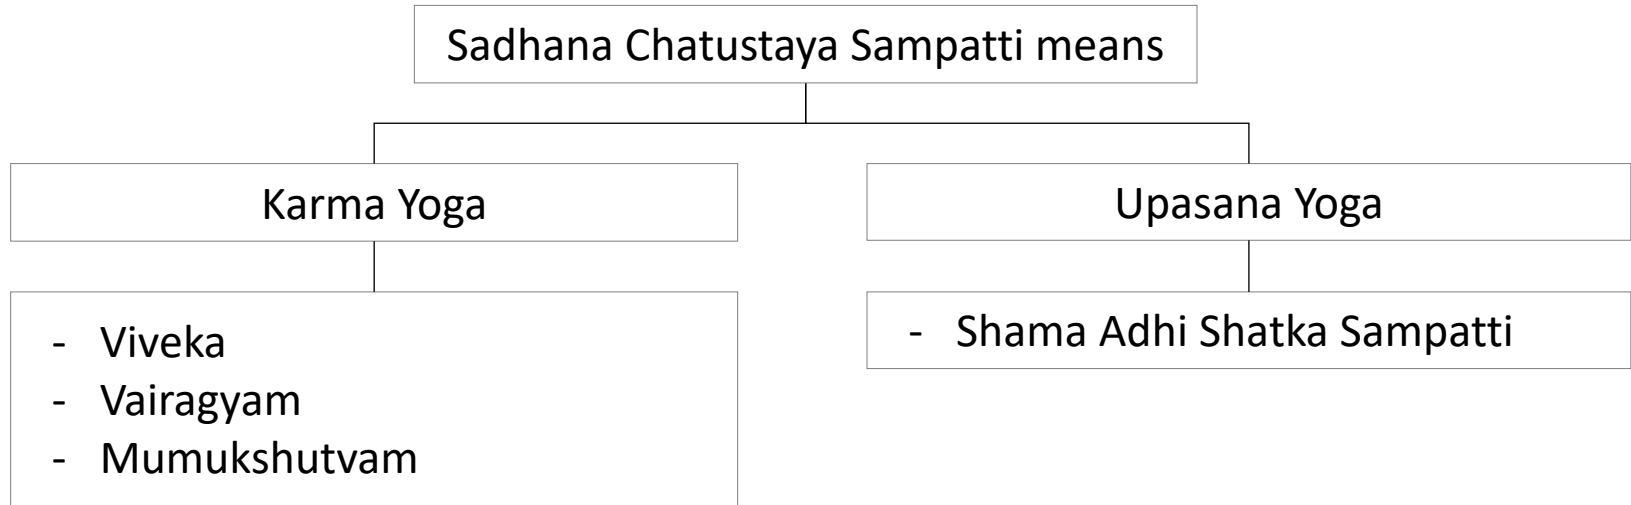 Sadhana Chatustaya Sampatti means
Karma Yoga
Upasana Yoga
- Viveka
- Vairagyam
- Mumukshutvam
- Shama Adhi Shatka Sampatti